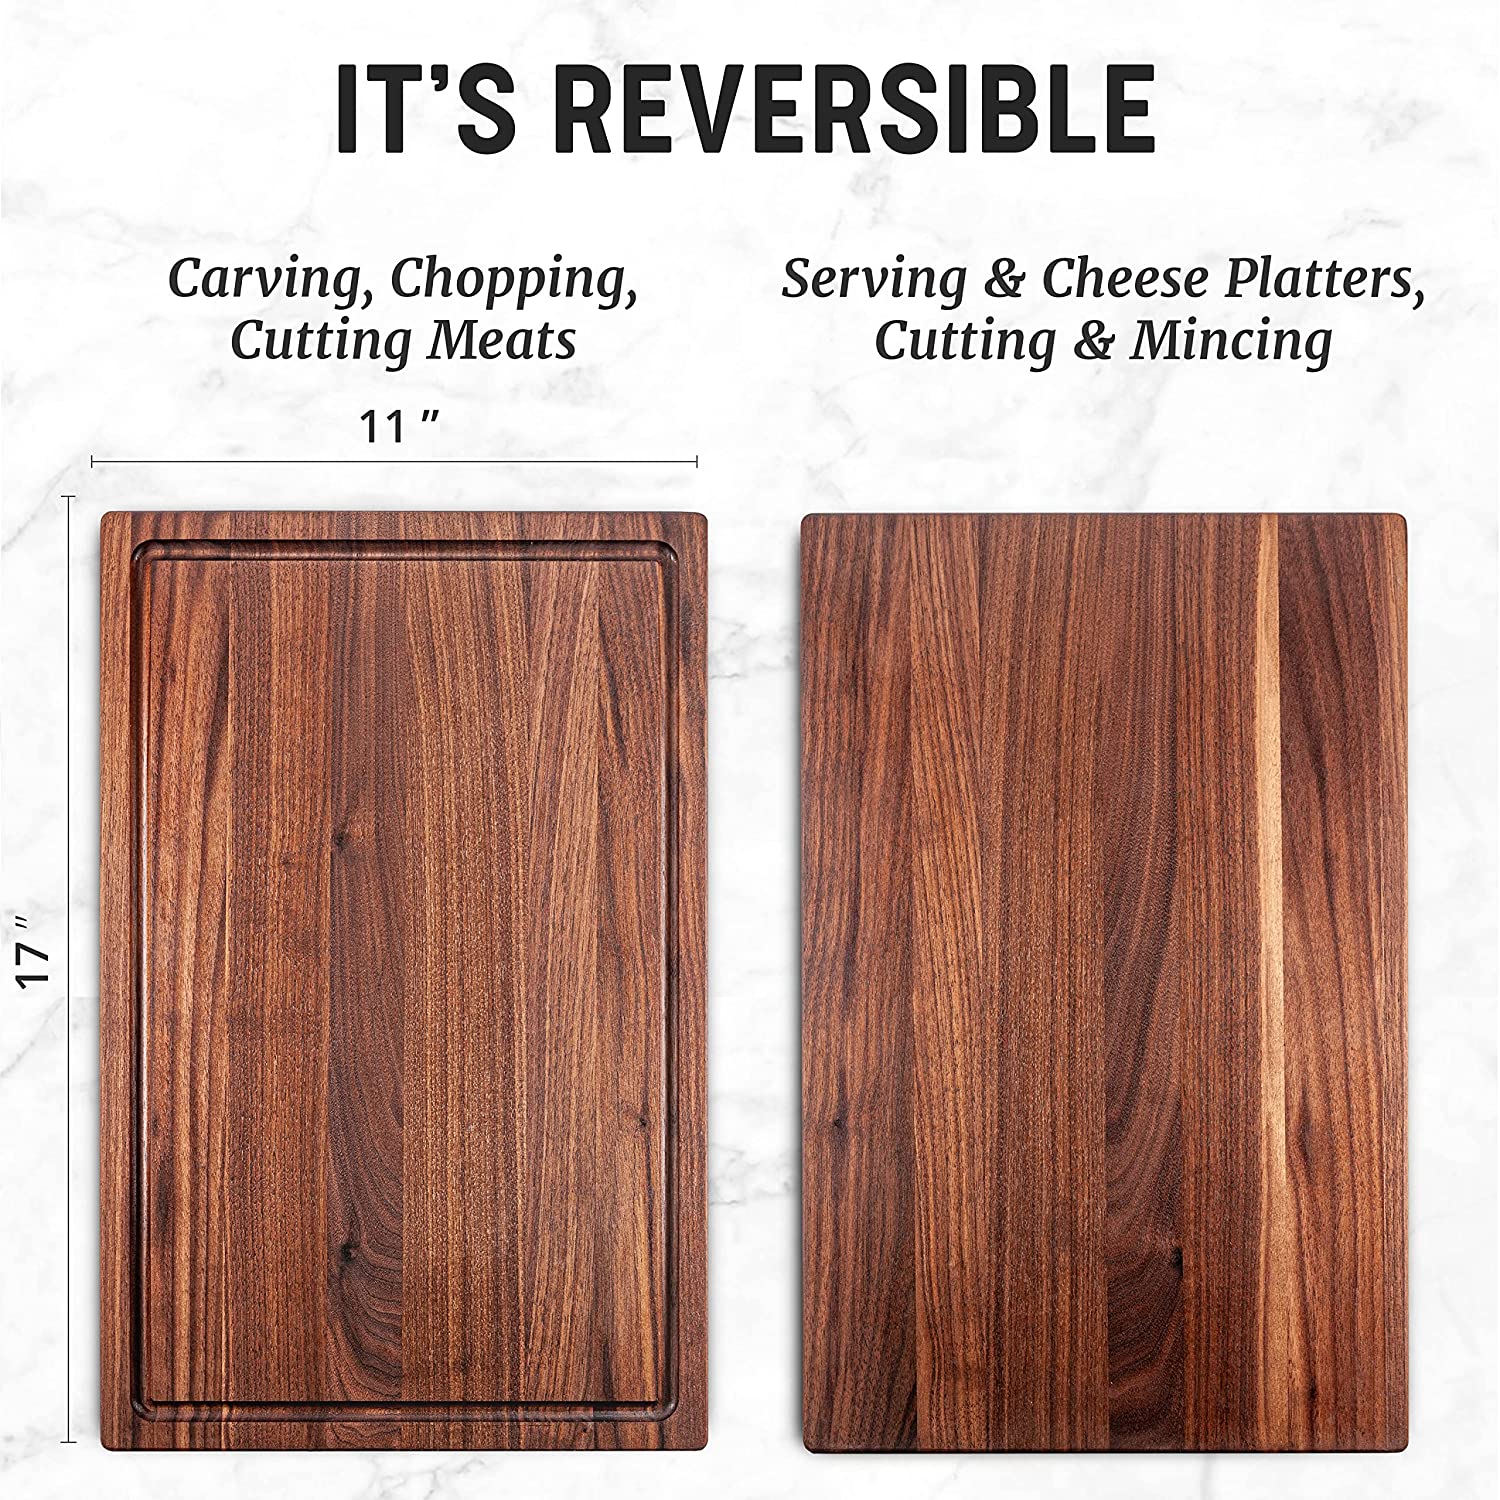 IT'S REVERSIBLE
Carving, Chopping,
Cutting Meats
Serving & Cheese Platters,
Cutting & Mincing
11 "
17 "